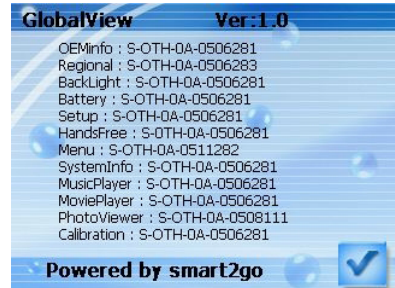 GlobalView Ver:1.0
OEMinfo : S-OTH-0A-0506281
Regional : S-OTH-0A-0506283
BackLight : S-OTH-0A-0506281
Battery : S-OTH-0A-0506281
Setup : S-OTH-0A-0506281
HandsFree : S-0TH-0A-0506281
Menu : S-OTH-0A-0511282
SystemInfo : S-OTH-0A-0506281
MusicPlayer : S-OTH-0A-0506281
MoviePlayer : S-OTH-0A-0506281
PhotoViewer : S-OTH-0A-0508111
Calibration : S-OTH-0A-0506281
Powered by smart2go